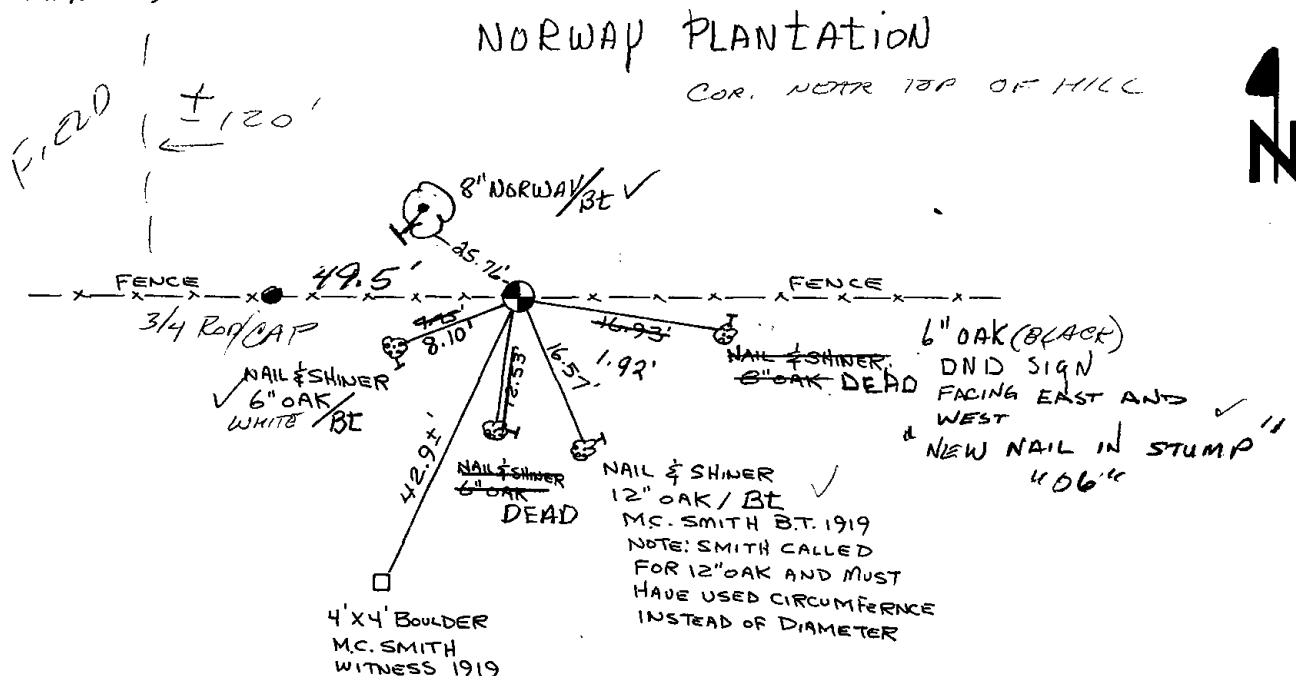 NORWAY PLANTATION
COR. NEAR TOP OF HILL
N
FIELD
± 120'
8" NORWAY/Bt ✓
25.76'
FENCE
49.5'
FENCE
3/4 ROD/CAP
8.10'
12.53'
16.57'
16.93'
1.92'
42.9±'
NAIL & SHINER
✓ 6" OAK
WHITE /Bt
NAIL & SHINER
6" OAK
DEAD
NAIL & SHINER
12" OAK / Bt ✓
M.C. SMITH B.T. 1919
NOTE: SMITH CALLED
FOR 12" OAK AND MUST
HAVE USED CIRCUMFERNCE
INSTEAD OF DIAMETER
NAIL & SHINER
6" OAK DEAD
6" OAK (BLACK)
DND SIGN
FACING EAST AND
WEST ✓
"NEW NAIL IN STUMP"
"06"
4'X4' BOULDER
M.C. SMITH
WITNESS 1919